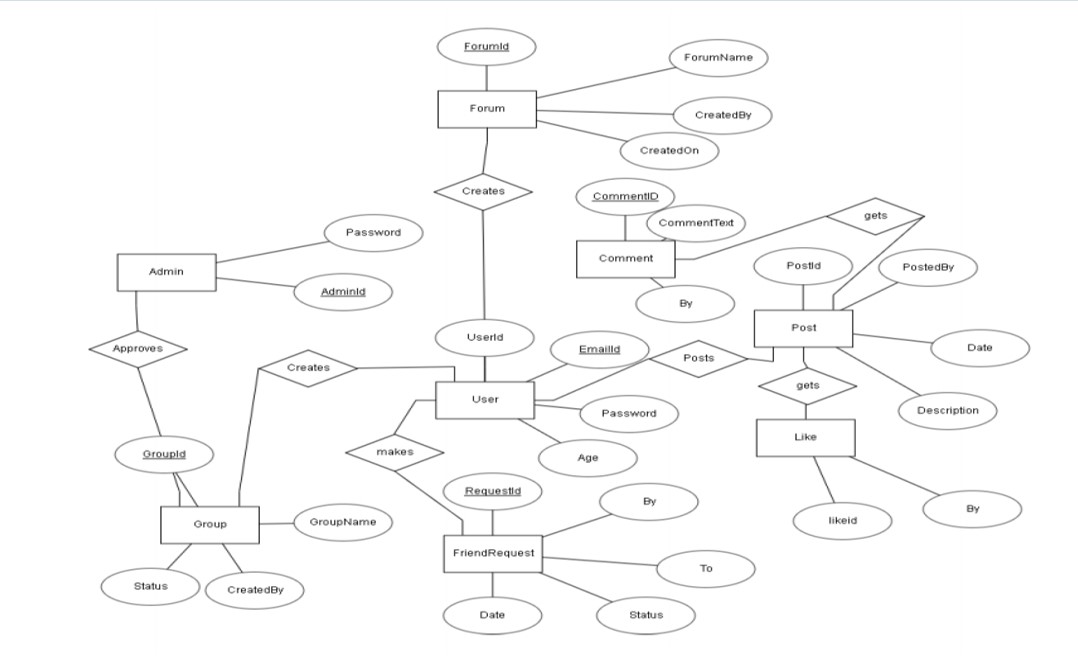 ForumId
ForumName
Forum
CreatedBy
CreatedOn
Creates
CommentID
CommentText
gets
Password
Comment
Admin
PostId
PostedBy
AdminId
By
Post
UserId
Approves
EmailId
Posts
Date
Creates
gets
User
Password
Description
Like
makes
Age
GroupId
RequestId
By
likeid
By
Group
GroupName
FriendRequest
To
Status
CreatedBy
Date
Status